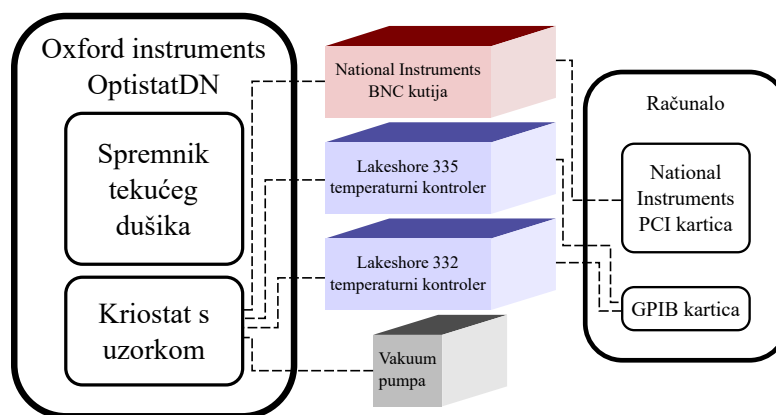 Oxford instruments
OptistatDN
Spremnik
tekućeg
dušika
Kriostat s
uzorkom
National Instruments
BNC kutija
Lakeshore 335
temperaturni kontroler
Lakeshore 332
temperaturni kontroler
Vakuum
pumpa
Računalo
National
Instruments
PCI kartica
GPIB kartica